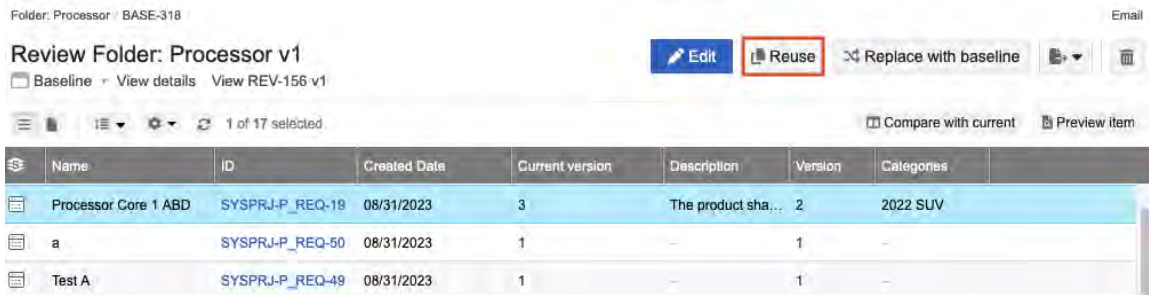 Folder: Processor BASE-318 Email
Review Folder: Processor v1 Edit Reuse Replace with baseline
Baseline View details View REV-156 v1
1 of 17 selected Compare with current Preview item
Name ID Created Date Current version Description Version Categories
Processor Core 1 ABD SYSPRJ-P_REQ-19 08/31/2023 3 The product sha... 2 2022 SUV
a SYSPRJ-P_REQ-50 08/31/2023 1 – 1 –
Test A SYSPRJ-P_REQ-49 08/31/2023 1 – 1 –